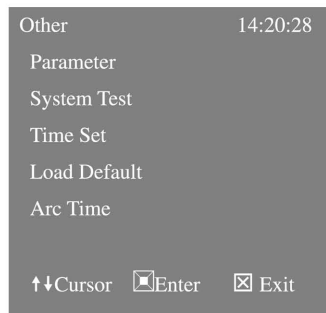 Other 14:20:28
Parameter
System Test
Time Set
Load Default
Arc Time
↑↓Cursor Enter Exit